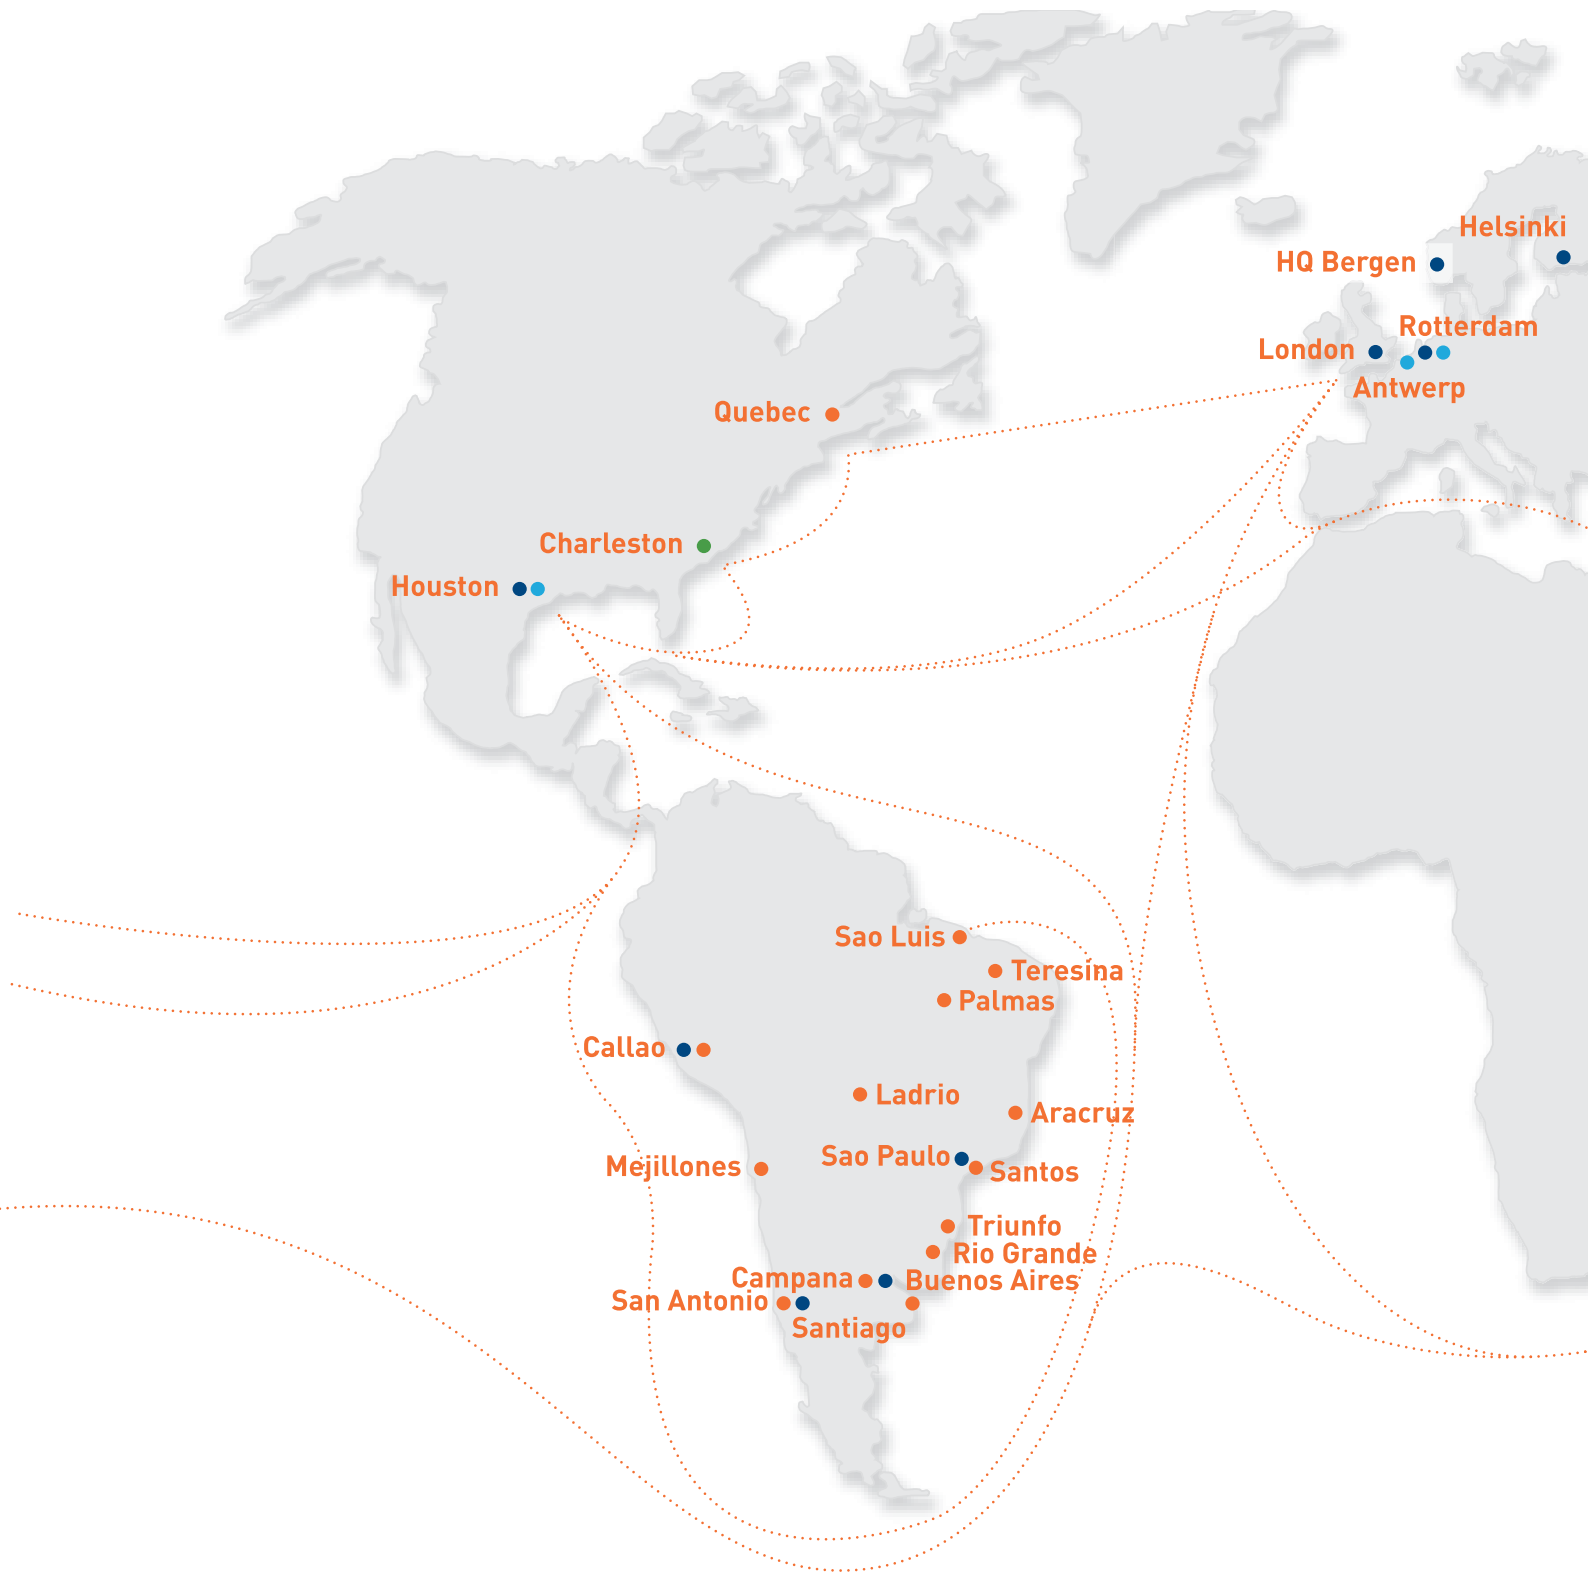 Helsinki
HQ Bergen
Rotterdam
London
Antwerp
Quebec
Charleston
Houston
Sao Luis
Teresina
Palmas
Callao
Ladrio
Aracruz
Sao Paulo
Mejillones
Santos
Triunfo
Rio Grande
Campana
Buenos Aires
San Antonio
Santiago